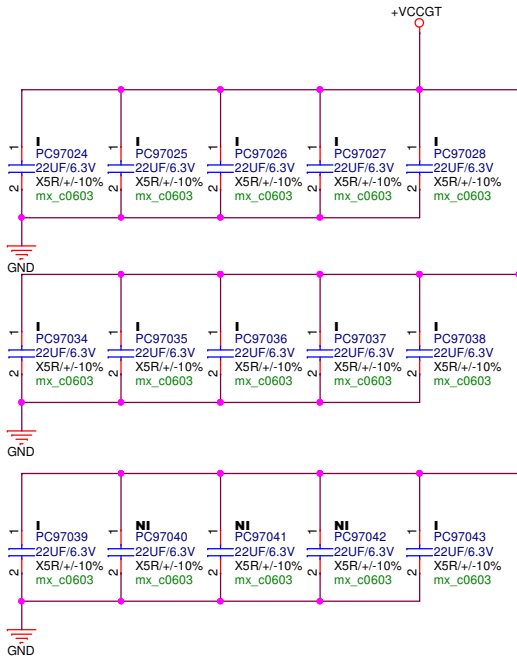 +VCCGT
1 I
PC97024
22UF/6.3V
2 X5R/+/-10%
mx_c0603
1 I
PC97025
22UF/6.3V
2 X5R/+/-10%
mx_c0603
1 I
PC97026
22UF/6.3V
2 X5R/+/-10%
mx_c0603
1 I
PC97027
22UF/6.3V
2 X5R/+/-10%
mx_c0603
1 I
PC97028
22UF/6.3V
2 X5R/+/-10%
mx_c0603
GND
1 I
PC97034
22UF/6.3V
2 X5R/+/-10%
mx_c0603
1 I
PC97035
22UF/6.3V
2 X5R/+/-10%
mx_c0603
1 I
PC97036
22UF/6.3V
2 X5R/+/-10%
mx_c0603
1 I
PC97037
22UF/6.3V
2 X5R/+/-10%
mx_c0603
1 I
PC97038
22UF/6.3V
2 X5R/+/-10%
mx_c0603
GND
1 I
PC97039
22UF/6.3V
2 X5R/+/-10%
mx_c0603
1 NI
PC97040
22UF/6.3V
2 X5R/+/-10%
mx_c0603
1 NI
PC97041
22UF/6.3V
2 X5R/+/-10%
mx_c0603
1 NI
PC97042
22UF/6.3V
2 X5R/+/-10%
mx_c0603
1 I
PC97043
22UF/6.3V
2 X5R/+/-10%
mx_c0603
GND